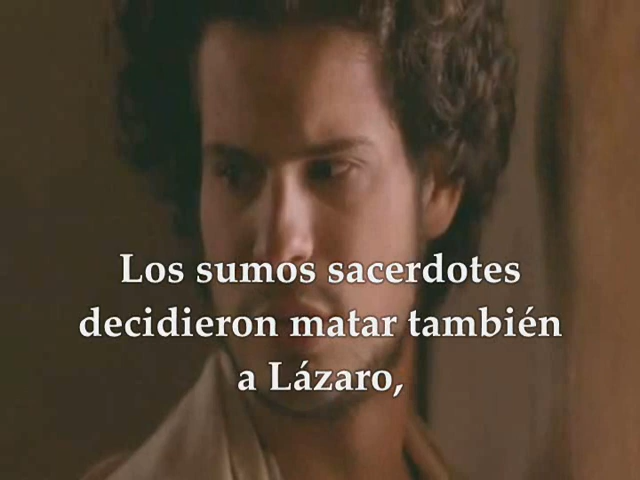 Los sumos sacerdotes
decidieron matar también
a Lázaro,